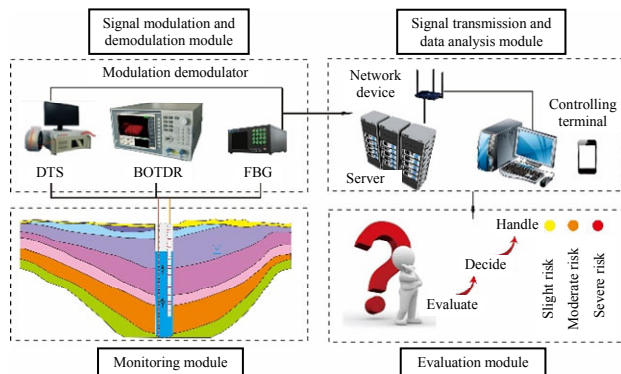 Signal modulation and
demodulation module
Signal transmission and
data analysis module
Modulation demodulator
DTS
BOTDR
FBG
Network
device
Server
Controlling
terminal
Handle
Decide
Evaluate
Slight risk
Moderate risk
Severe risk
Monitoring module
Evaluation module